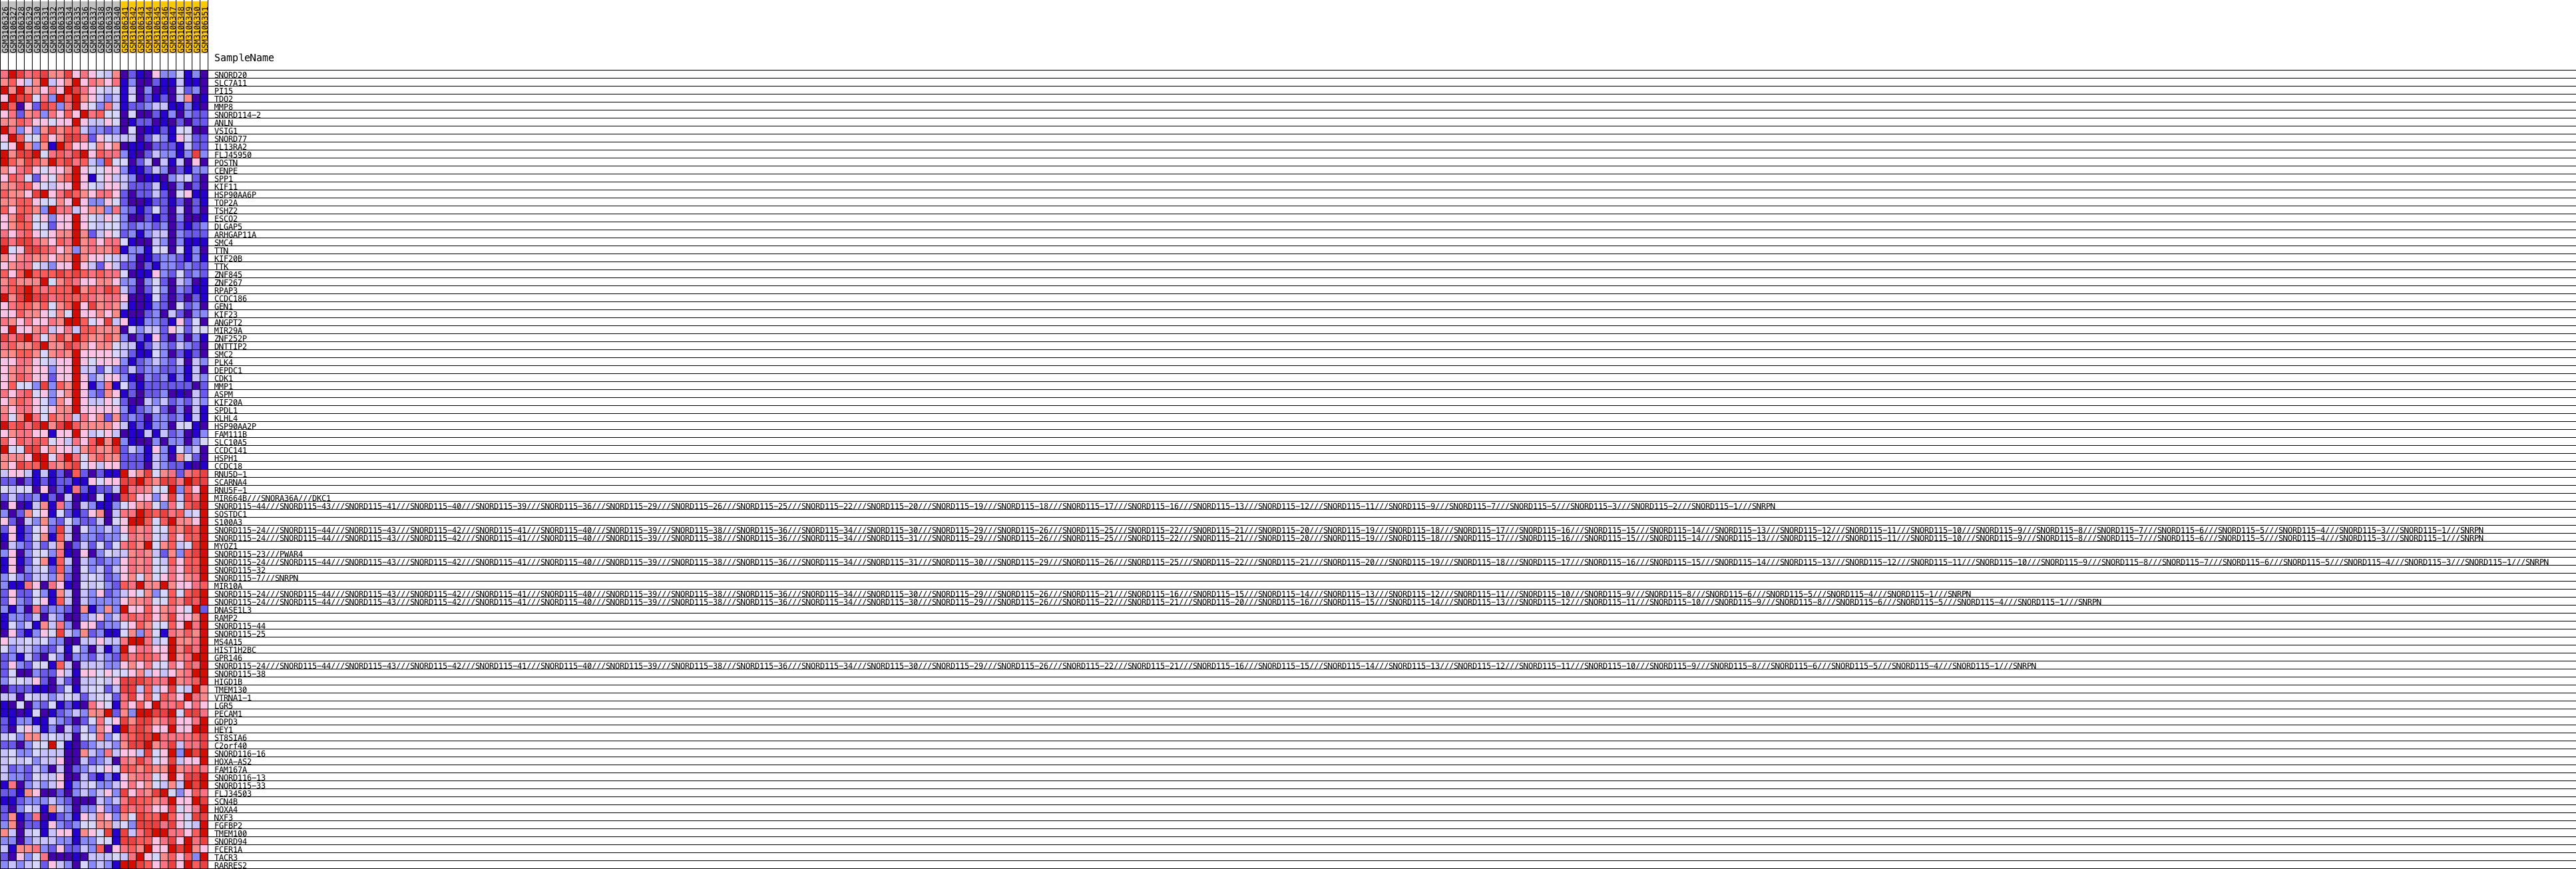 GSM3106326
GSM3106327
GSM3106328
GSM3106329
GSM3106330
GSM3106331
GSM3106332
GSM3106333
GSM3106334
GSM3106335
GSM3106336
GSM3106337
GSM3106338
GSM3106339
GSM3106340
GSM3106341
GSM3106342
GSM3106343
GSM3106344
GSM3106345
GSM3106346
GSM3106347
GSM3106348
GSM3106349
GSM3106350
GSM3106351
SampleName
SNORD20
SLC7A11
PI15
TDO2
MMP8
SNORD114-2
ANLN
VSIG1
SNORD77
IL13RA2
FLJ45950
POSTN
CENPE
SPP1
KIF11
HSP90AA6P
TOP2A
TSHZ2
ESCO2
DLGAP5
ARHGAP11A
SMC4
TTN
KIF20B
TTK
ZNF845
ZNF267
RPAP3
CCDC186
GEN1
KIF23
ANGPT2
MIR29A
ZNF252P
DNTTIP2
SMC2
PLK4
DEPDC1
CDK1
MMP1
ASPM
KIF20A
SPDL1
KLHL4
HSP90AA2P
FAM111B
SLC10A5
CCDC141
HSPH1
CCDC18
RNU5D-1
SCARNA4
RNU5F-1
MIR664B///SNORA36A///DKC1
SNORD115-44///SNORD115-43///SNORD115-41///SNORD115-40///SNORD115-39///SNORD115-36///SNORD115-29///SNORD115-26///SNORD115-25///SNORD115-22///SNORD115-20///SNORD115-19///SNORD115-18///SNORD115-17///SNORD115-16///SNORD115-13///SNORD115-12///SNORD115-11///SNORD115-9///SNORD115-7///SNORD115-5///SNORD115-3///SNORD115-2///SNORD115-1///SNRPN
SOSTDC1
S100A3
SNORD115-24///SNORD115-44///SNORD115-43///SNORD115-42///SNORD115-41///SNORD115-40///SNORD115-39///SNORD115-38///SNORD115-36///SNORD115-34///SNORD115-30///SNORD115-29///SNORD115-26///SNORD115-25///SNORD115-22///SNORD115-21///SNORD115-20///SNORD115-19///SNORD115-18///SNORD115-17///SNORD115-16///SNORD115-15///SNORD115-14///SNORD115-13///SNORD115-12///SNORD115-11///SNORD115-10///SNORD115-9///SNORD115-8///SNORD115-7///SNORD115-6///SNORD115-5///SNORD115-4///SNORD115-3///SNORD115-1///SNRPN
SNORD115-24///SNORD115-44///SNORD115-43///SNORD115-42///SNORD115-41///SNORD115-40///SNORD115-39///SNORD115-38///SNORD115-36///SNORD115-34///SNORD115-31///SNORD115-29///SNORD115-26///SNORD115-25///SNORD115-22///SNORD115-21///SNORD115-20///SNORD115-19///SNORD115-18///SNORD115-17///SNORD115-16///SNORD115-15///SNORD115-14///SNORD115-13///SNORD115-12///SNORD115-11///SNORD115-10///SNORD115-9///SNORD115-8///SNORD115-7///SNORD115-6///SNORD115-5///SNORD115-4///SNORD115-3///SNORD115-1///SNRPN
MYOZ1
SNORD115-23///PWAR4
SNORD115-24///SNORD115-44///SNORD115-43///SNORD115-42///SNORD115-41///SNORD115-40///SNORD115-39///SNORD115-38///SNORD115-36///SNORD115-34///SNORD115-31///SNORD115-30///SNORD115-29///SNORD115-26///SNORD115-25///SNORD115-22///SNORD115-21///SNORD115-20///SNORD115-19///SNORD115-18///SNORD115-17///SNORD115-16///SNORD115-15///SNORD115-14///SNORD115-13///SNORD115-12///SNORD115-11///SNORD115-10///SNORD115-9///SNORD115-8///SNORD115-7///SNORD115-6///SNORD115-5///SNORD115-4///SNORD115-3///SNORD115-1///SNRPN
SNORD115-32
SNORD115-7///SNRPN
MIR10A
SNORD115-24///SNORD115-44///SNORD115-43///SNORD115-42///SNORD115-41///SNORD115-40///SNORD115-39///SNORD115-38///SNORD115-36///SNORD115-34///SNORD115-30///SNORD115-29///SNORD115-26///SNORD115-21///SNORD115-16///SNORD115-15///SNORD115-14///SNORD115-13///SNORD115-12///SNORD115-11///SNORD115-10///SNORD115-9///SNORD115-8///SNORD115-6///SNORD115-5///SNORD115-4///SNORD115-1///SNRPN
SNORD115-24///SNORD115-44///SNORD115-43///SNORD115-42///SNORD115-41///SNORD115-40///SNORD115-39///SNORD115-38///SNORD115-36///SNORD115-34///SNORD115-30///SNORD115-29///SNORD115-26///SNORD115-22///SNORD115-21///SNORD115-20///SNORD115-16///SNORD115-15///SNORD115-14///SNORD115-13///SNORD115-12///SNORD115-11///SNORD115-10///SNORD115-9///SNORD115-8///SNORD115-6///SNORD115-5///SNORD115-4///SNORD115-1///SNRPN
DNASE1L3
RAMP2
SNORD115-44
SNORD115-25
MS4A15
HIST1H2BC
GPR146
SNORD115-24///SNORD115-44///SNORD115-43///SNORD115-42///SNORD115-41///SNORD115-40///SNORD115-39///SNORD115-38///SNORD115-36///SNORD115-34///SNORD115-30///SNORD115-29///SNORD115-26///SNORD115-22///SNORD115-21///SNORD115-16///SNORD115-15///SNORD115-14///SNORD115-13///SNORD115-12///SNORD115-11///SNORD115-10///SNORD115-9///SNORD115-8///SNORD115-6///SNORD115-5///SNORD115-4///SNORD115-1///SNRPN
SNORD115-38
HIGD1B
TMEM130
VTRNA1-1
LGR5
PECAM1
GDPD3
HEY1
ST8SIA6
C2orf40
SNORD116-16
HOXA-AS2
FAM167A
SNORD116-13
SNORD115-33
FLJ34503
SCN4B
HOXA4
NXF3
FGFBP2
TMEM100
SNORD94
FCER1A
TACR3
RARRES2